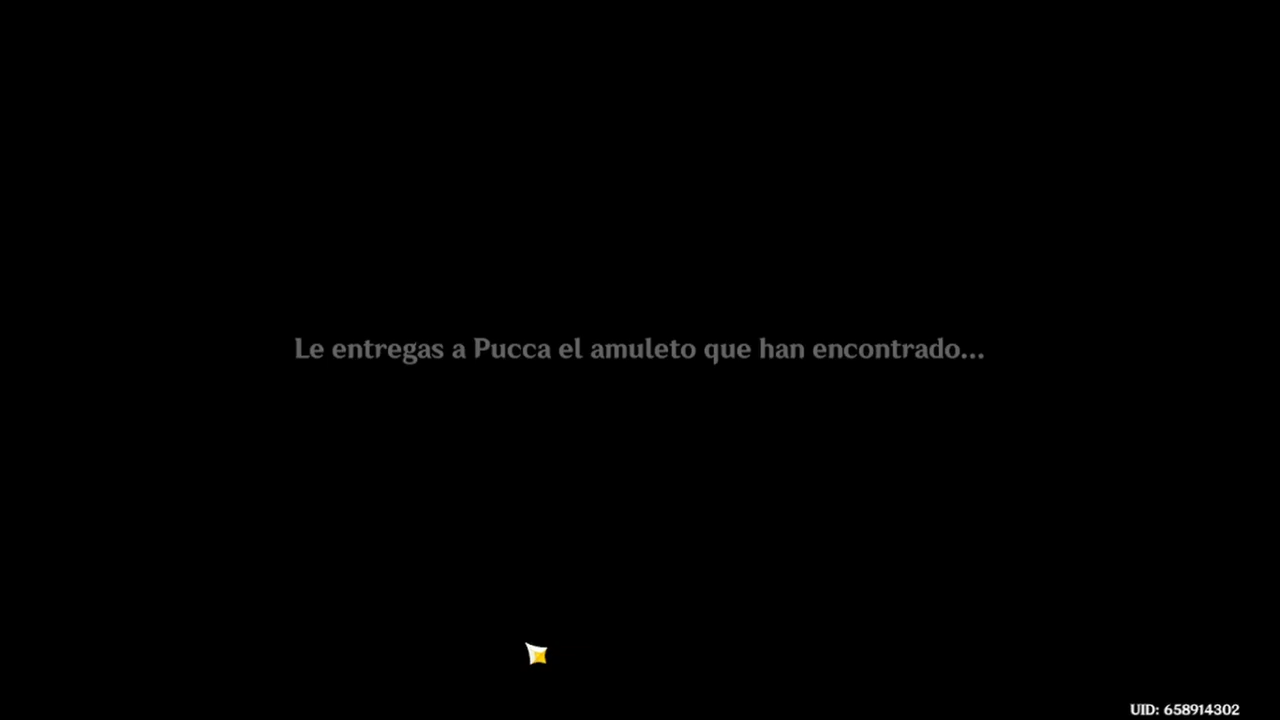 Le entregas a Pucca el amuleto que han encontrado...
UID: 658914302